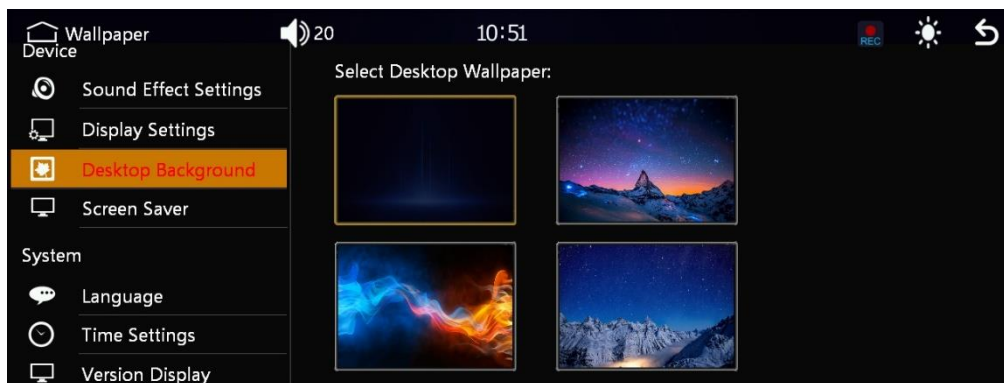 Wallpaper
20
10:51
REC
Device
Sound Effect Settings
Display Settings
Desktop Background
Screen Saver
System
Language
Time Settings
Version Display
Select Desktop Wallpaper: